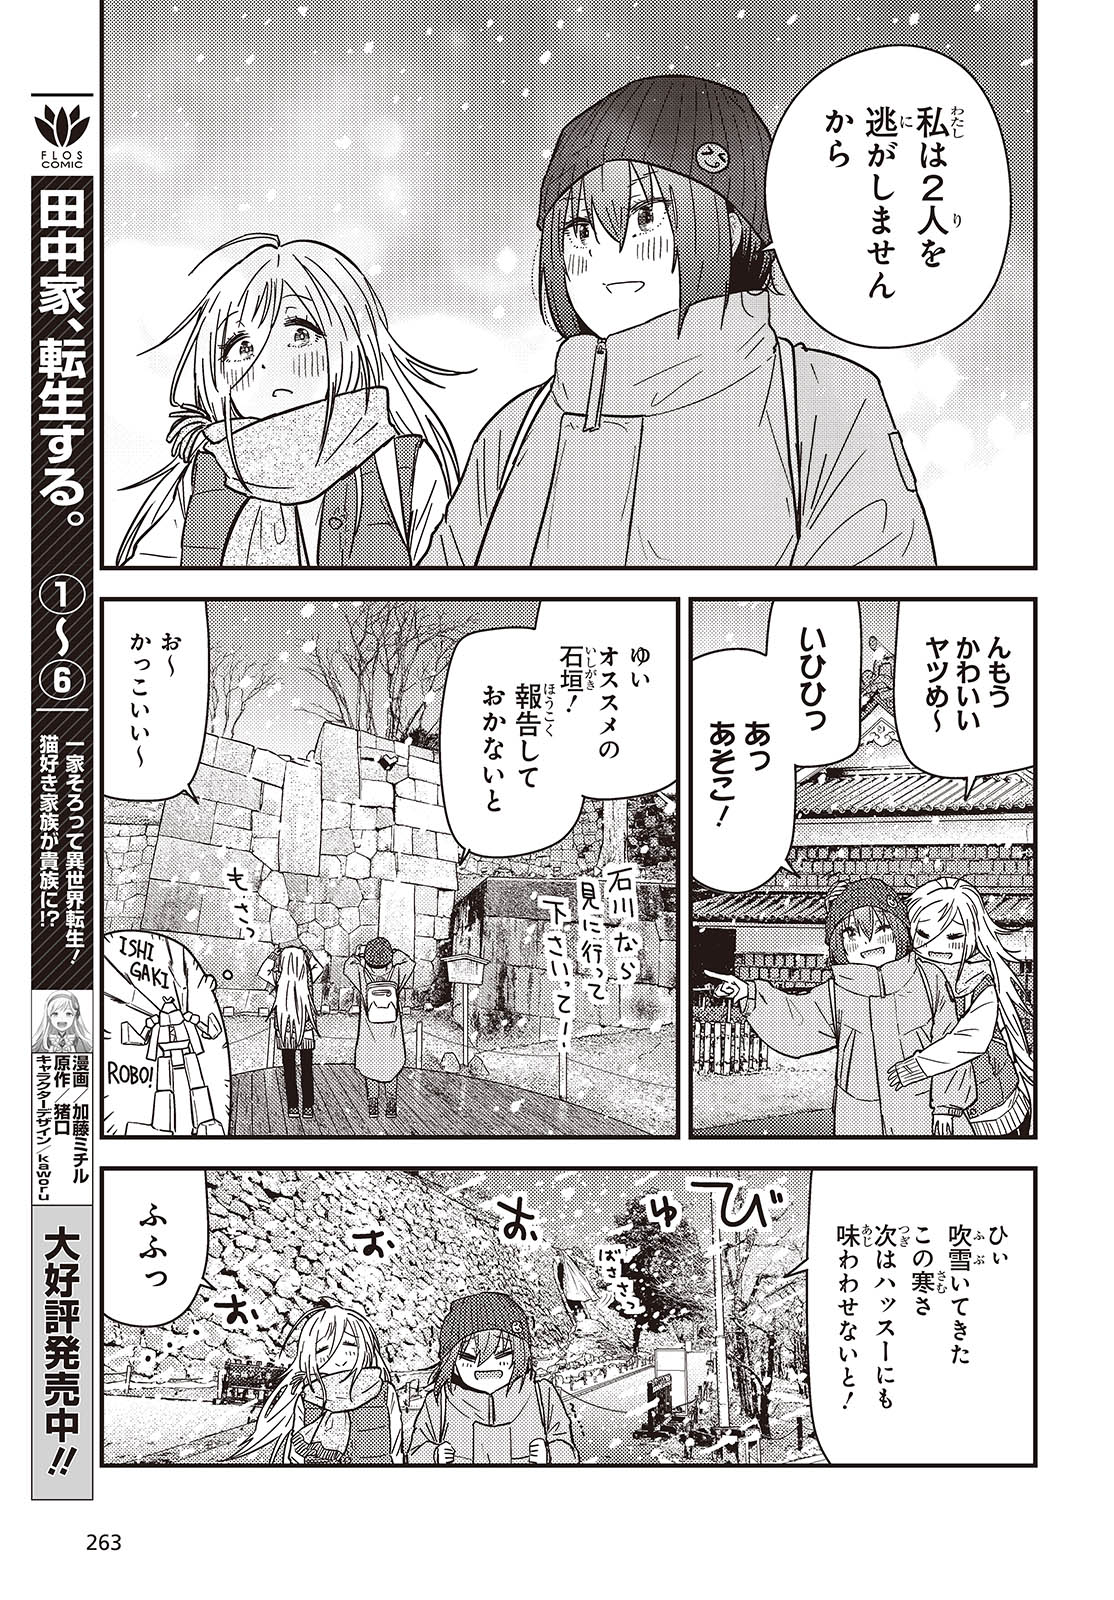 私は2人を
逃がしません
から
んもう
かわいい
ヤツめ〜
いひひっ
あっ
あそこ！
ゆい
オススメの
石垣！
報告して
おかないと
石川なら
見に行って
下さいって！
お〜
かっこいい〜
もさっ
ISHI
GAKI
ROBO!
ひぃ
吹雪いてきた
この寒さ
次はハッスーにも
味わわせないと！
びゅおおお
ばささっ
ふふっ
FLOS
COMIC
田中家、転生する。
①〜⑥
一家そろって異世界転生！
猫好き家族が貴族に!?
漫画／加藤ミチル
原作／猪口
キャラクターデザイン／kaworu
大好評発売中!!
263